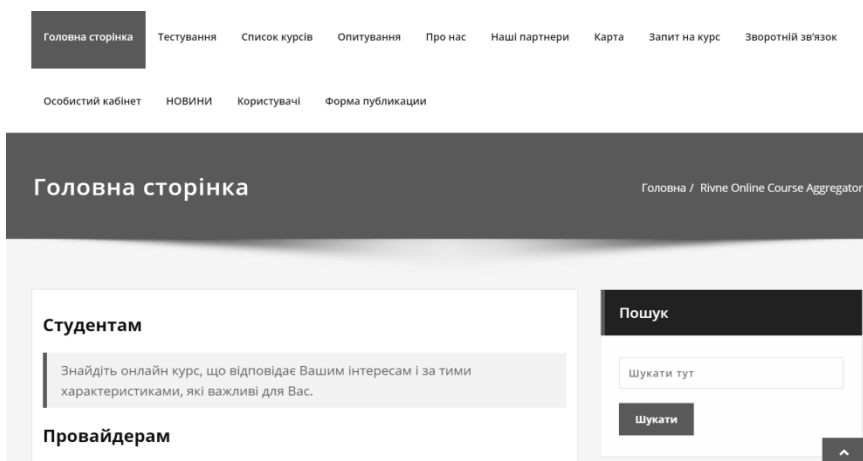 Головна сторінка Тестування Список курсів Опитування Про нас Наші партнери Карта Запит на курс Зворотній зв'язок
Особистий кабінет НОВИНИ Користувачі Форма публикации
Головна сторінка
Головна / Rivne Online Course Aggregator
Студентам
Знайдіть онлайн курс, що відповідає Вашим інтересам і за тими
характеристиками, які важливі для Вас.
Провайдерам
Пошук
Шукати тут
Шукати